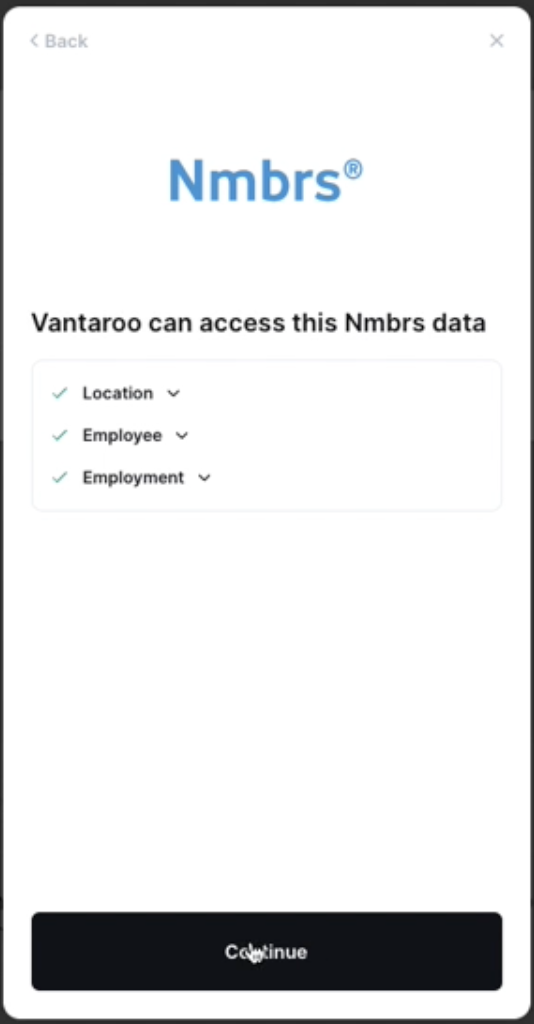 Back
Nmbrs®
Vantaroo can access this Nmbrs data
Location
Employee
Employment
Continue